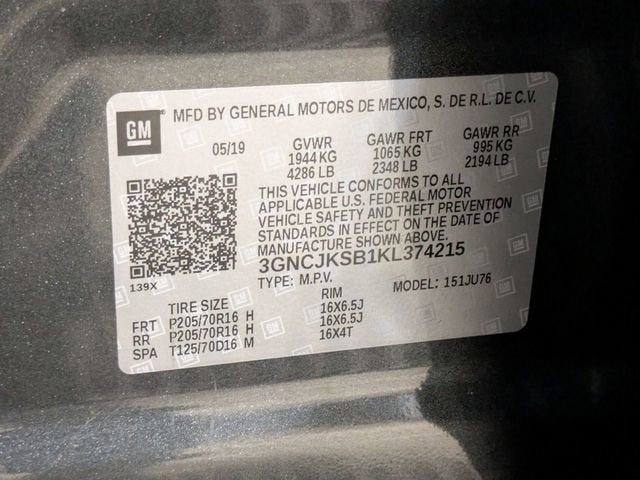 GM ® MFD BY GENERAL MOTORS DE MEXICO, S. DE R.L. DE C.V.
05/19 GVWR GAWR FRT GAWR RR
1944 KG 1065 KG 995 KG
4286 LB 2348 LB 2194 LB
THIS VEHICLE CONFORMS TO ALL
APPLICABLE U.S. FEDERAL MOTOR
VEHICLE SAFETY AND THEFT PREVENTION
STANDARDS IN EFFECT ON THE DATE OF
MANUFACTURE SHOWN ABOVE.
3GNCJKSB1KL374215
139X TYPE: M.P.V. MODEL: 151JU76
TIRE SIZE RIM
FRT P205/70R16 H 16X6.5J
RR P205/70R16 H 16X6.5J
SPA T125/70D16 M 16X4T